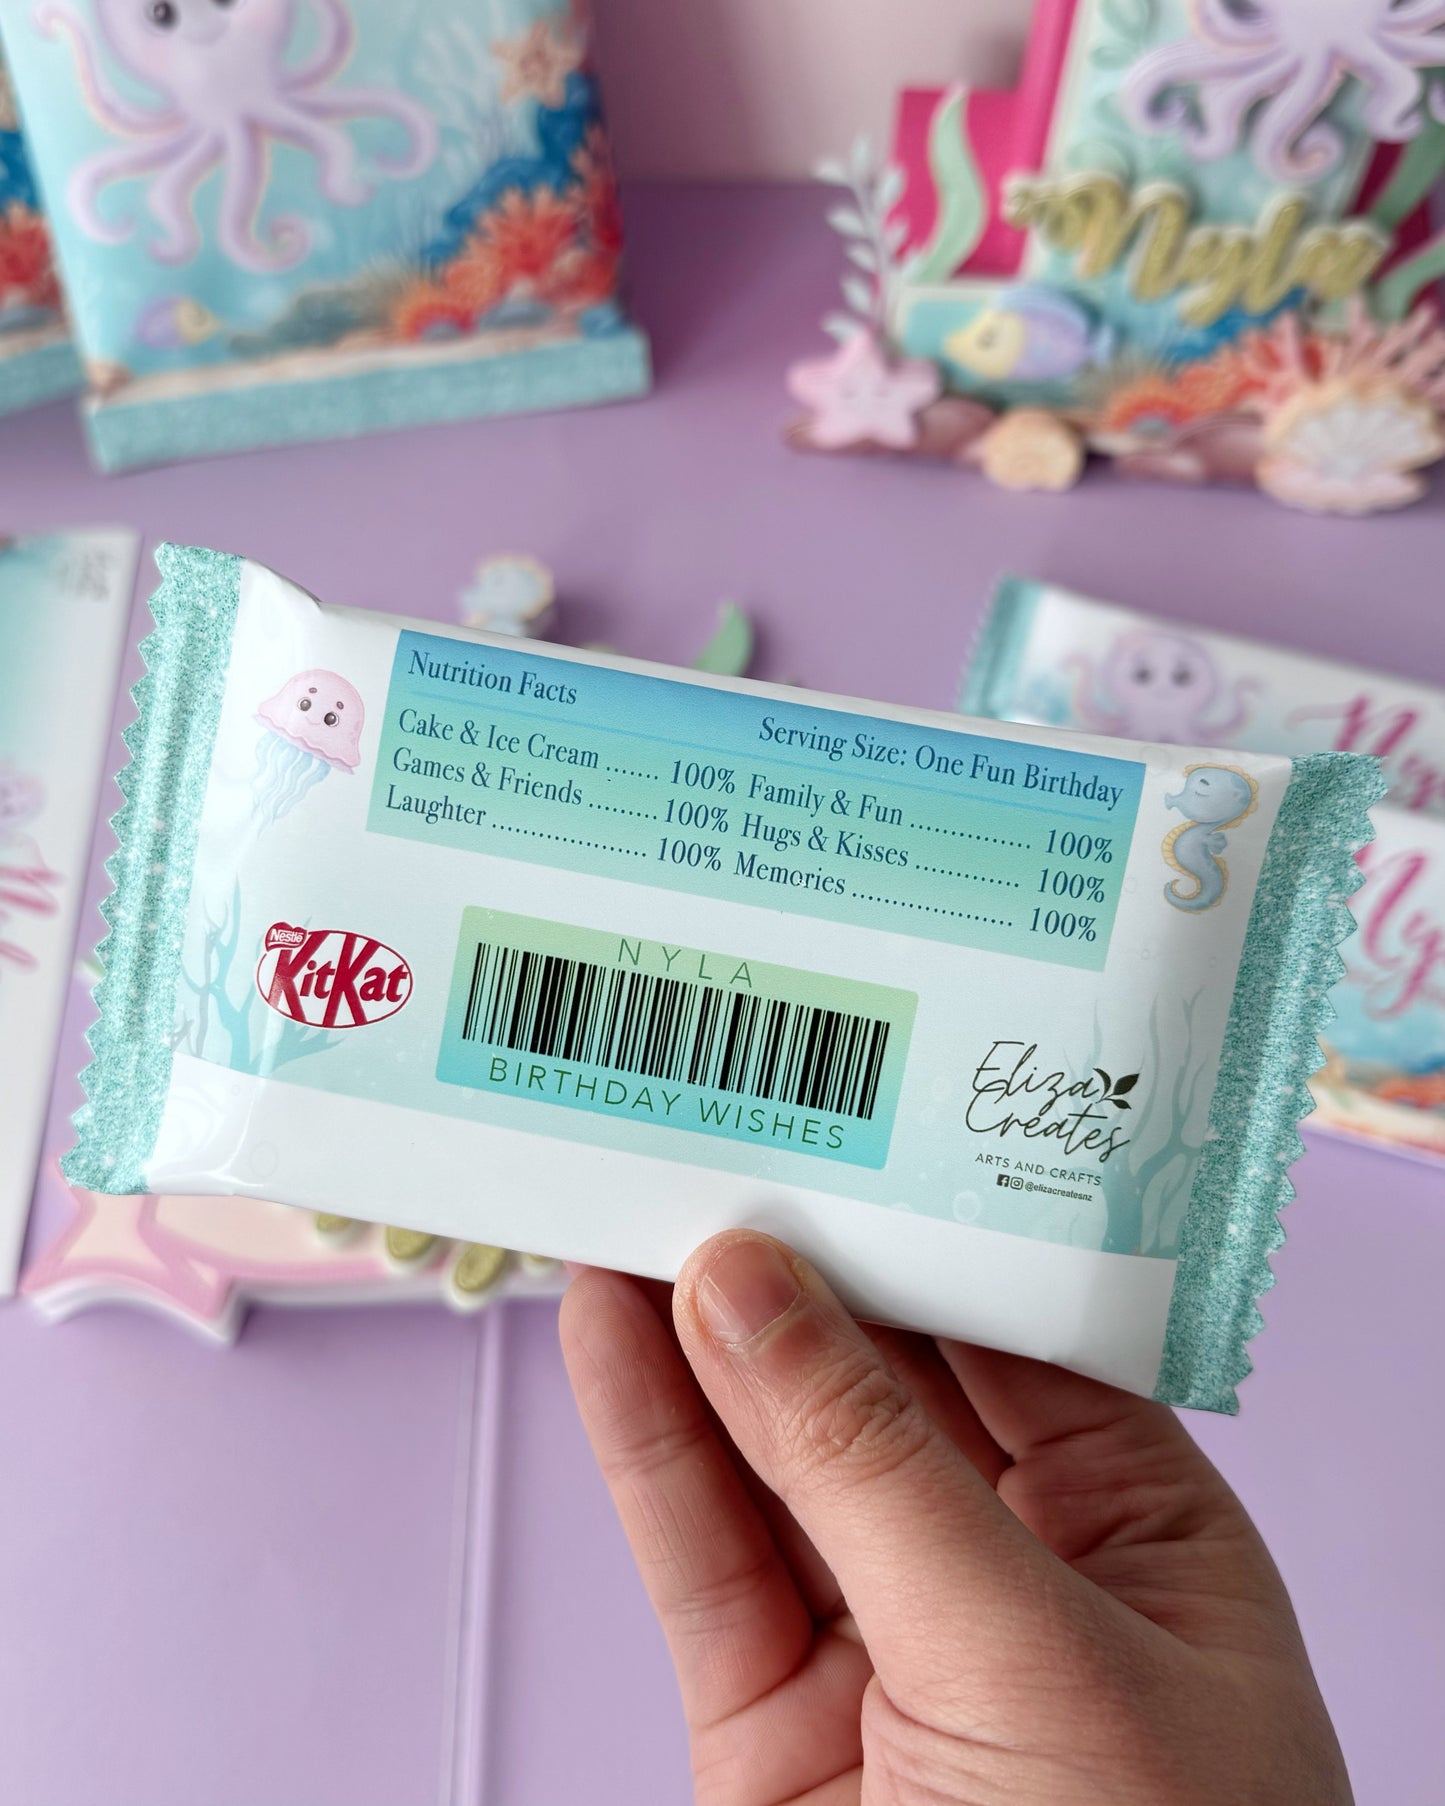 Nyla
Nutrition Facts
Serving Size: One Fun Birthday
Cake & Ice Cream ....... 100% Family & Fun .............. 100%
Games & Friends ........ 100% Hugs & Kisses ............ 100%
Laughter .................. 100% Memories .................... 100%
Nestlé
KitKat
NYLA
BIRTHDAY WISHES
Eliza
Creates
ARTS AND CRAFTS
@elizacreatesnz